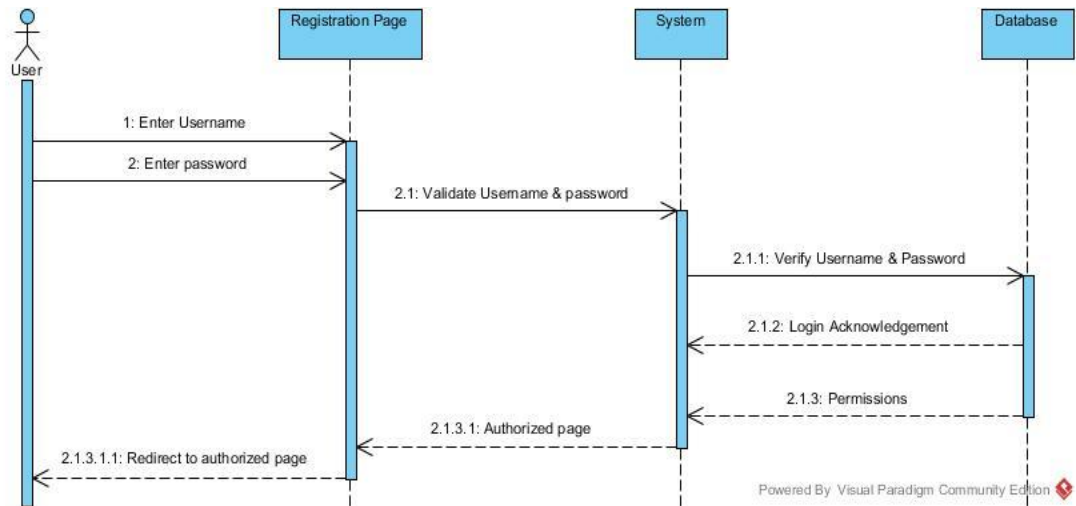 Registration Page
System
Database
User
1: Enter Username
2: Enter password
2.1: Validate Username & password
2.1.1: Verify Username & Password
2.1.2: Login Acknowledgement
2.1.3: Permissions
2.1.3.1: Authorized page
2.1.3.1.1: Redirect to authorized page
Powered By Visual Paradigm Community Edition